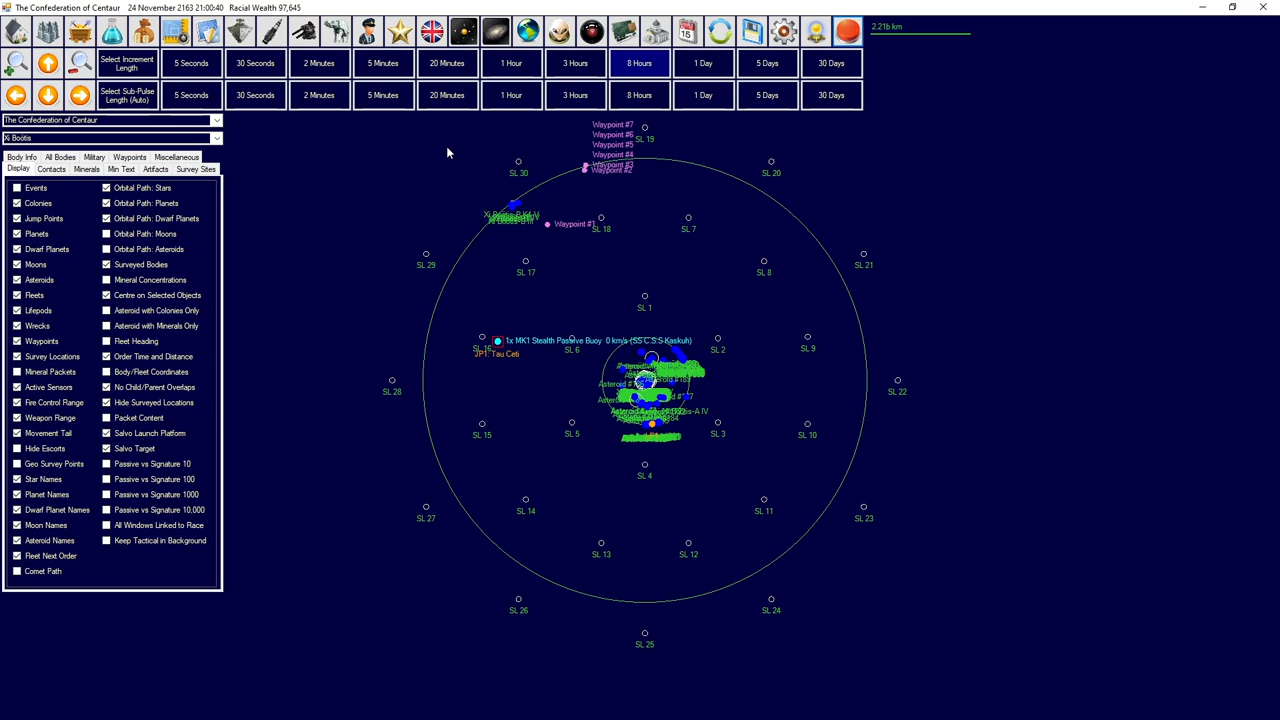 The Confederation of Centaur   24 November 2163 21:00:40   Racial Wealth 97,645
2.21b km
Select Increment Length
5 Seconds
30 Seconds
2 Minutes
5 Minutes
20 Minutes
1 Hour
3 Hours
8 Hours
1 Day
5 Days
30 Days
Select Sub-Pulse Length (Auto)
5 Seconds
30 Seconds
2 Minutes
5 Minutes
20 Minutes
1 Hour
3 Hours
8 Hours
1 Day
5 Days
30 Days
The Confederation of Centaur
Xi Bootis
Body Info
All Bodies
Military
Waypoints
Miscellaneous
Display
Contacts
Minerals
Min Text
Artifacts
Survey Sites
Events
Orbital Path: Stars
Colonies
Orbital Path: Planets
Jump Points
Orbital Path: Dwarf Planets
Planets
Orbital Path: Moons
Dwarf Planets
Orbital Path: Asteroids
Moons
Surveyed Bodies
Asteroids
Mineral Concentrations
Fleets
Centre on Selected Objects
Lifepods
Asteroid with Colonies Only
Wrecks
Asteroid with Minerals Only
Waypoints
Fleet Heading
Survey Locations
Order Time and Distance
Mineral Packets
Body/Fleet Coordinates
Active Sensors
No Child/Parent Overlaps
Fire Control Range
Hide Surveyed Locations
Weapon Range
Packet Content
Movement Tail
Salvo Launch Platform
Hide Escorts
Salvo Target
Geo Survey Points
Passive vs Signature 10
Star Names
Passive vs Signature 100
Planet Names
Passive vs Signature 1000
Dwarf Planet Names
Passive vs Signature 10,000
Moon Names
All Windows Linked to Race
Asteroid Names
Keep Tactical in Background
Fleet Next Order
Comet Path
Waypoint #7
Waypoint #6
SL 19
Waypoint #5
Waypoint #4
Waypoint #3
Waypoint #2
SL 30
SL 20
Waypoint #1
SL 18
SL 7
SL 29
SL 17
SL 8
SL 21
SL 1
SL 16
1x MK1 Stealth Passive Buoy 0 km/s (SS C.S.S Kaskuh)
JP1: Tau Ceti
SL 6
SL 2
SL 9
SL 28
SL 22
SL 15
SL 5
SL 3
SL 10
SL 4
SL 27
SL 14
SL 11
SL 23
SL 13
SL 12
SL 26
SL 24
SL 25